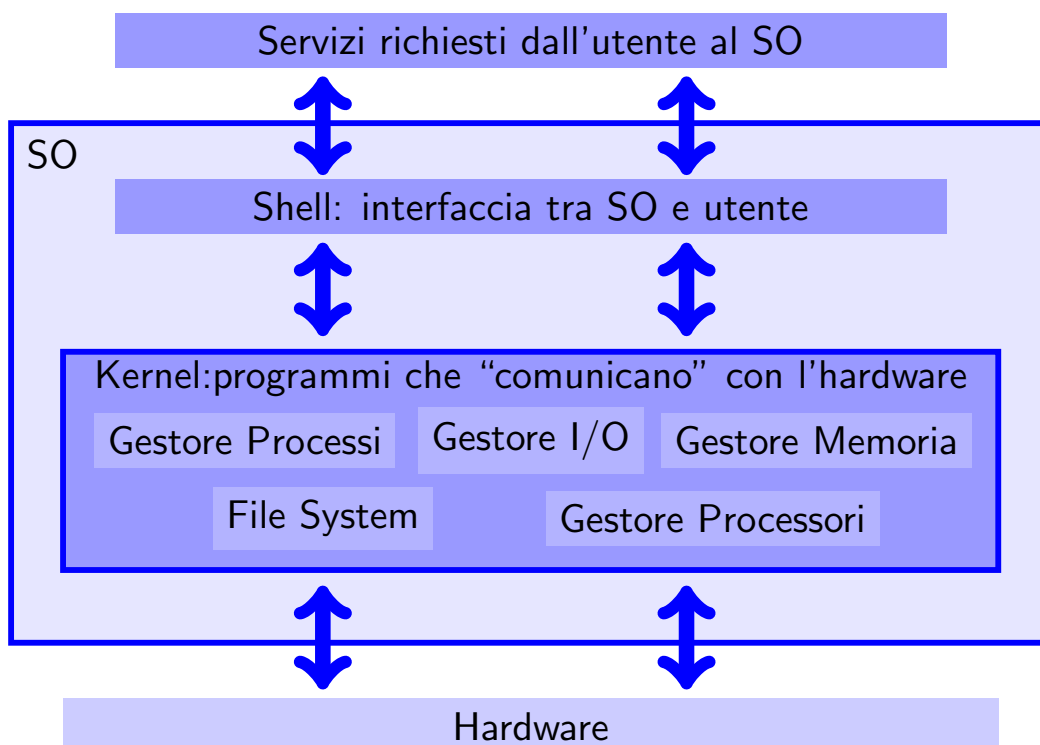 Servizi richiesti dall'utente al SO
SO
Shell: interfaccia tra SO e utente
Kernel:programmi che “comunicano” con l'hardware
Gestore Processi
Gestore I/O
Gestore Memoria
File System
Gestore Processori
Hardware